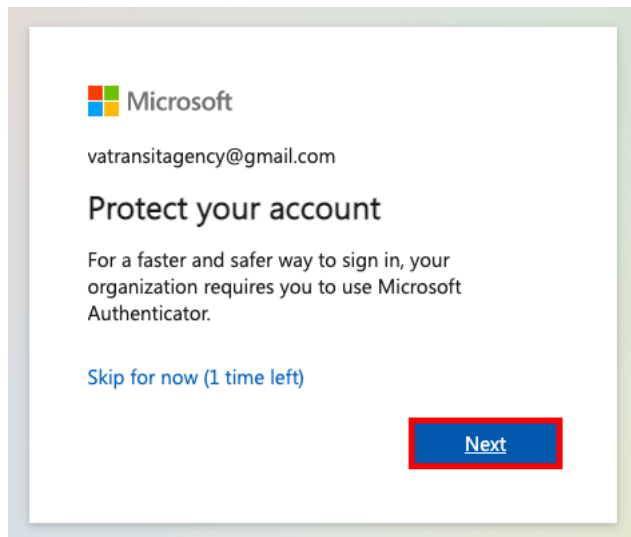 Microsoft
vatransitagency@gmail.com
Protect your account
For a faster and safer way to sign in, your
organization requires you to use Microsoft
Authenticator.
Skip for now (1 time left)
Next